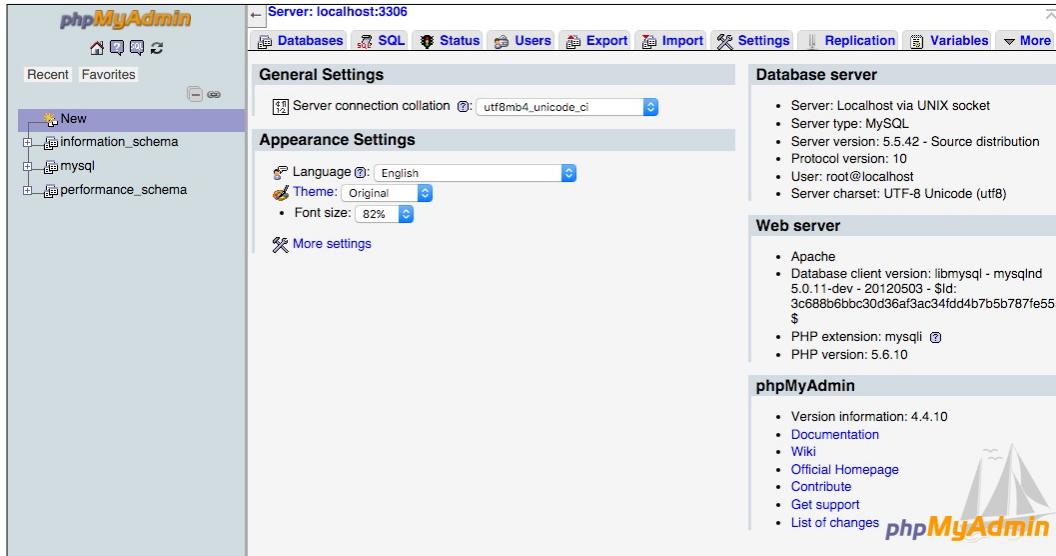 phpMyAdmin
Recent Favorites
New
information_schema
mysql
performance_schema
← Server: localhost:3306
Databases SQL Status Users Export Import Settings Replication Variables More
General Settings
Server connection collation: utf8mb4_unicode_ci
Appearance Settings
Language: English
Theme: Original
• Font size: 82%
More settings
Database server
• Server: Localhost via UNIX socket
• Server type: MySQL
• Server version: 5.5.42 - Source distribution
• Protocol version: 10
• User: root@localhost
• Server charset: UTF-8 Unicode (utf8)
Web server
• Apache
• Database client version: libmysql - mysqlnd
5.0.11-dev - 20120503 - $Id:
3c688b6bbc30d36af3ac34fdd4b7b5b787fe55
$
• PHP extension: mysqli
• PHP version: 5.6.10
phpMyAdmin
• Version information: 4.4.10
• Documentation
• Wiki
• Official Homepage
• Contribute
• Get support
• List of changes
phpMyAdmin